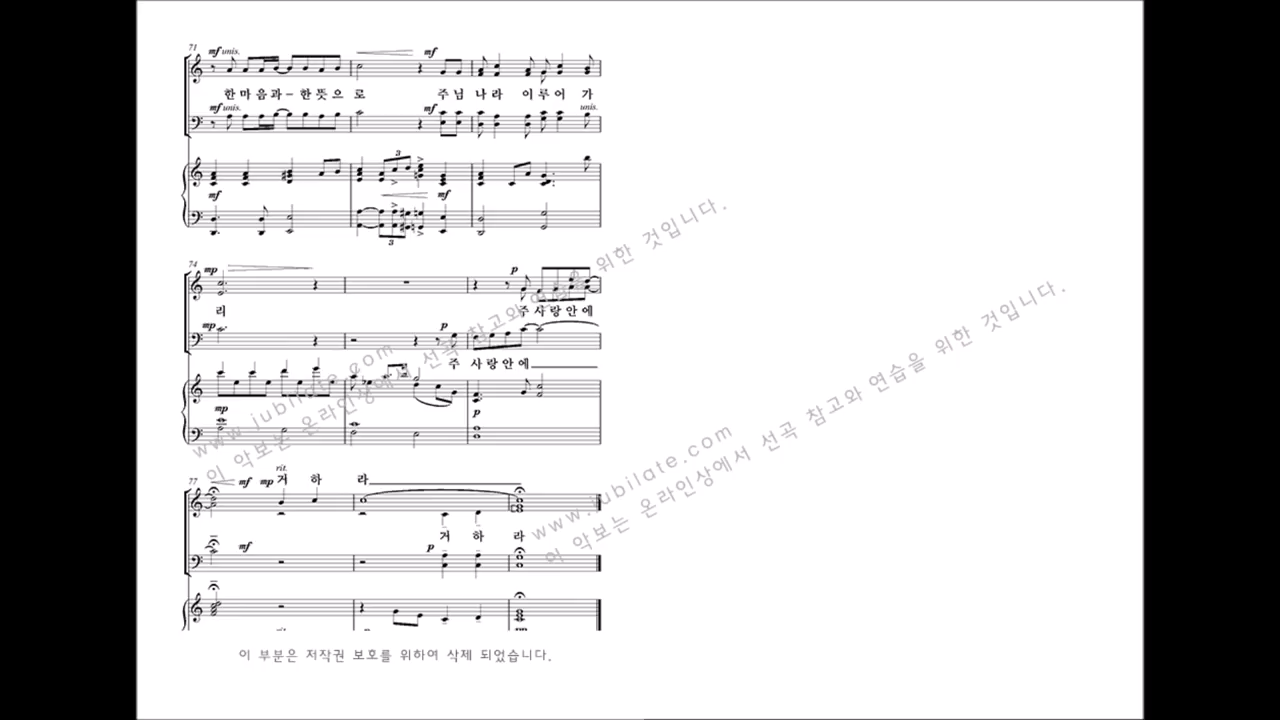 71
mf unis.
mf
한 마 음 과 - 한 뜻 으 로 주 님 나 라 이 루 어 가
mf unis.
mf
unis.
3
mf
mf
3
74
mp
p
리 주 사 랑 안 에
mp
p
주 사 랑 안 에
mp
p
rit.
77
mf
mp
거 하 라
거 하 라
mf
p
이 부분은 저작권 보호를 위하여 삭제 되었습니다.
www.jubilate.com
이 악보는 온라인상에서 선곡 참고와 연습을 위한 것입니다.
www.jubilate.com
이 악보는 온라인상에서 선곡 참고와 연습을 위한 것입니다.